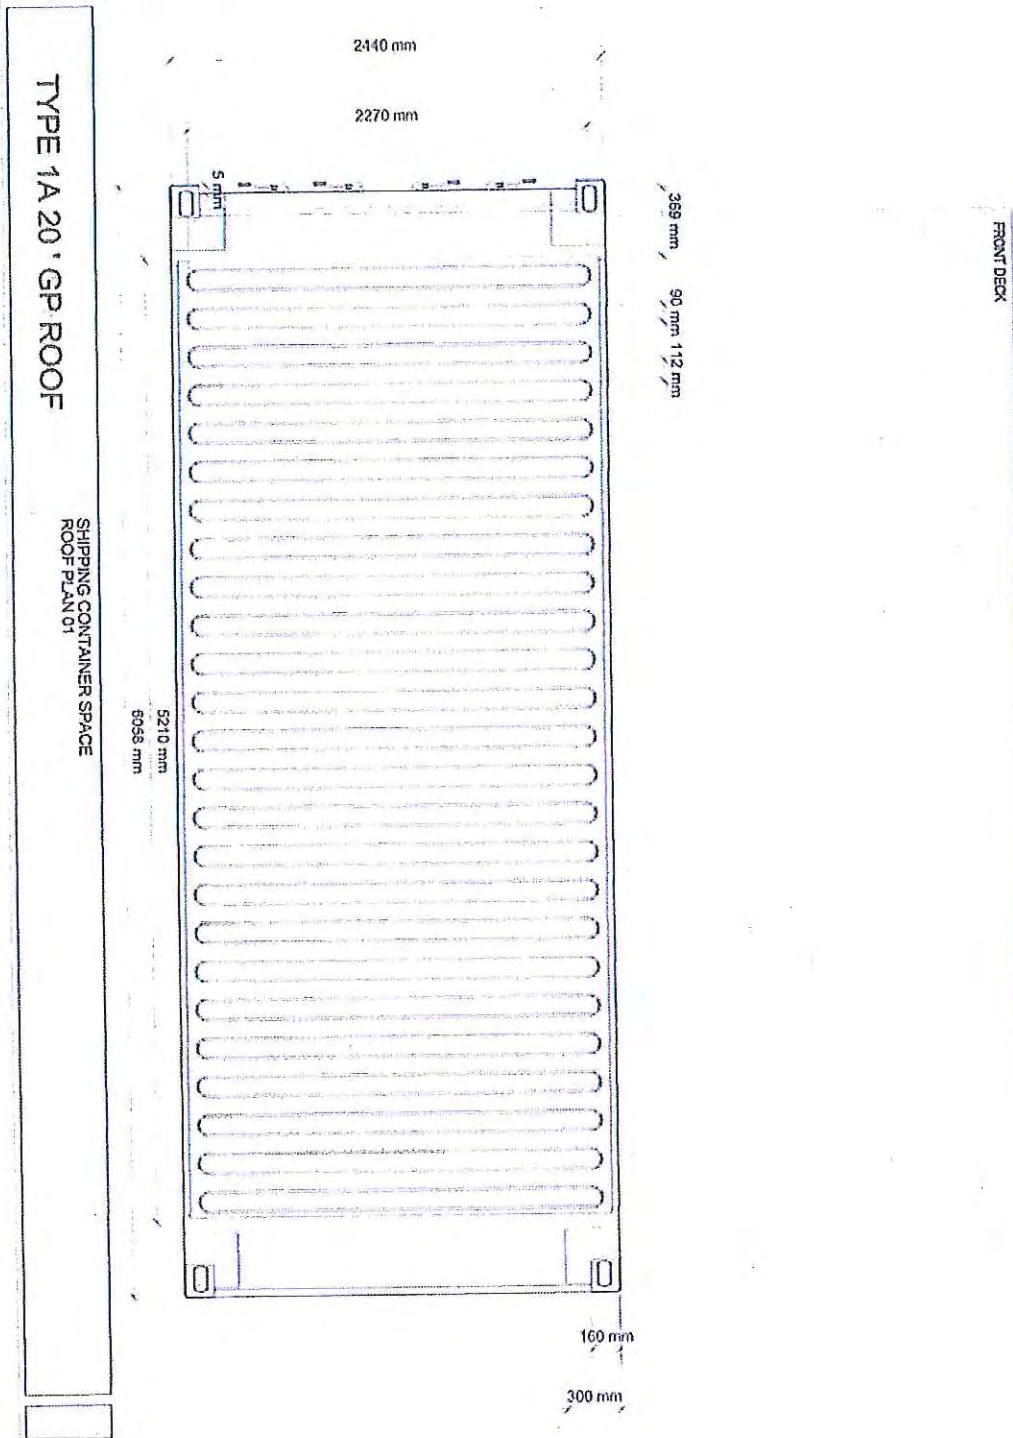 2440 mm
2270 mm
5 mm
369 mm
90 mm
112 mm
FRONT DECK
TYPE 1A 20 ' GP ROOF
SHIPPING CONTAINER SPACE
ROOF PLAN 01
5210 mm
6058 mm
160 mm
300 mm